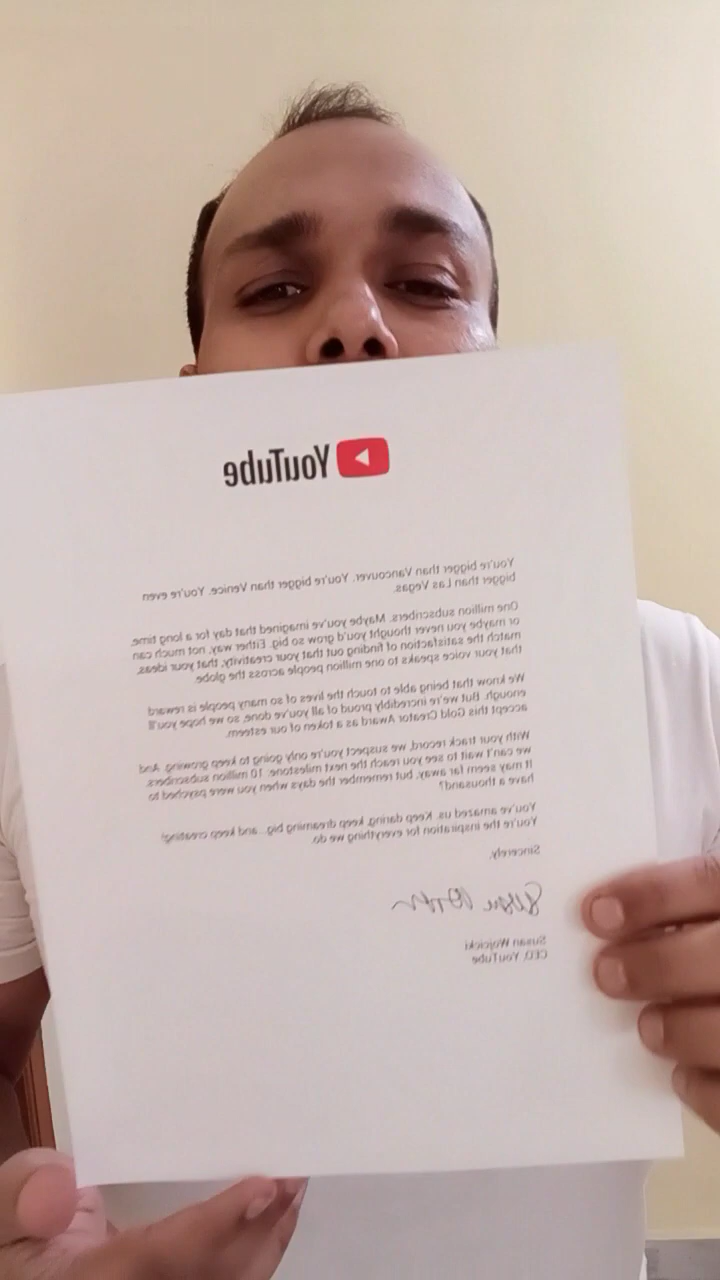 YouTube
You're bigger than Vancouver. You're bigger than Venice. You're even
bigger than Las Vegas.
One million subscribers. Maybe you've imagined that day for a long time,
or maybe you never thought you'd grow so big. Either way, not much can
match the satisfaction of finding out that your creativity, that your ideas,
that your voice speaks to one million people across the globe.
We know that being able to touch the lives of so many people is reward
enough. But we're incredibly proud of all you've done, so we hope you'll
accept this Gold Creator Award as a token of our esteem.
With your track record, we suspect you're only going to keep growing. And
we can't wait to see you reach the next milestone: 10 million subscribers.
It may seem far away, but remember the days when you were psyched to
have a thousand?
You've amazed us. Keep daring, keep dreaming big...and keep creating!
You're the inspiration for everything we do.
Sincerely,
Susan Wojcicki
CEO, YouTube